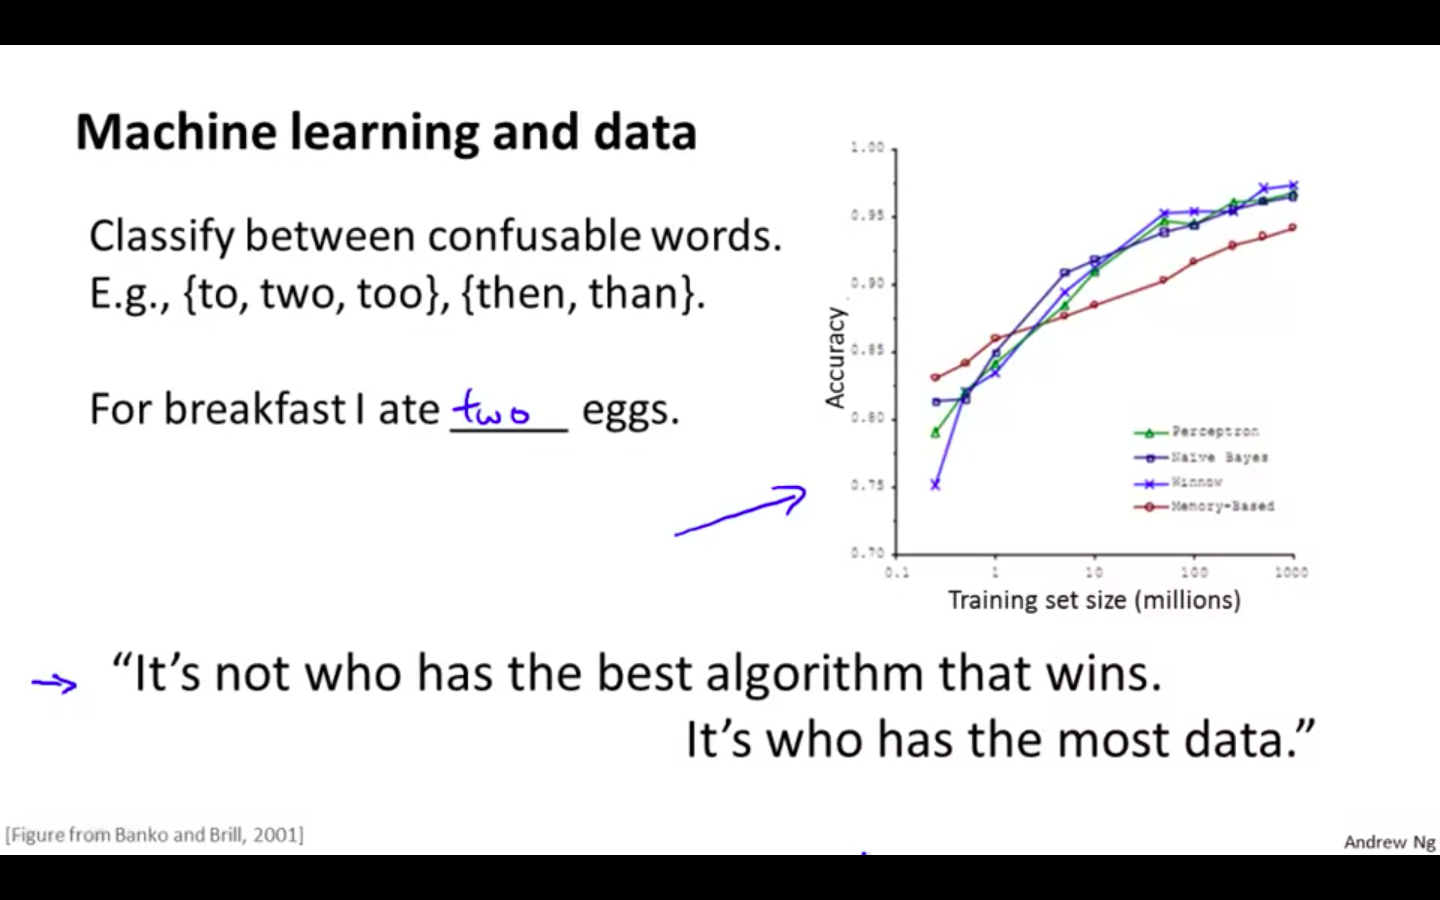 Machine learning and data
Classify between confusable words.
E.g., {to, two, too}, {then, than}.
For breakfast I ate two eggs.
1.00
0.95
0.90
0.85
0.80
0.75
0.70
Accuracy
Perceptron
Naive Bayes
Winnow
Memory-Based
0.1 1 10 100 1000
Training set size (millions)
“It’s not who has the best algorithm that wins.
It’s who has the most data.”
[Figure from Banko and Brill, 2001]
Andrew Ng